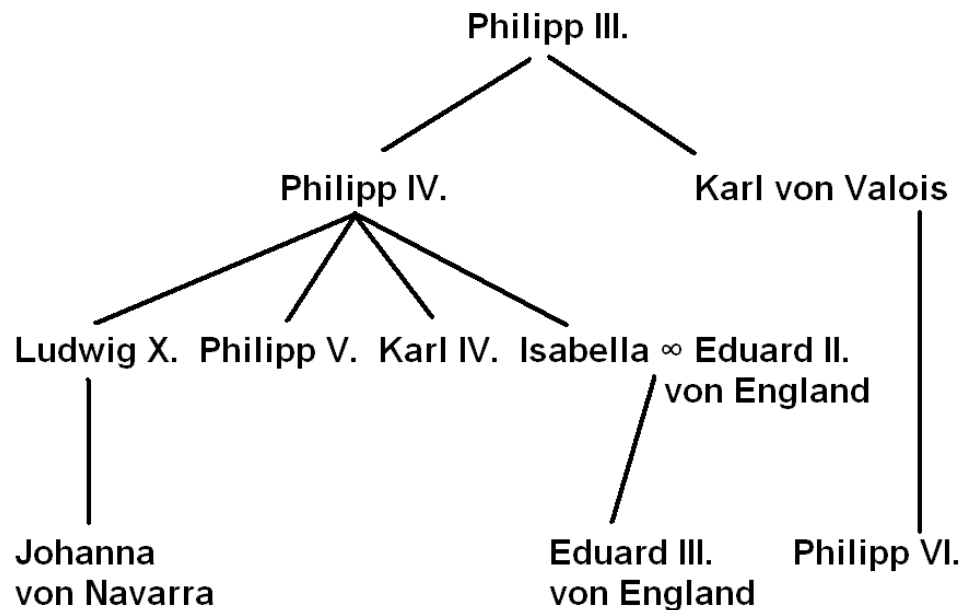 Philipp III.
Philipp IV.
Karl von Valois
Ludwig X. Philipp V. Karl IV. Isabella ∞ Eduard II.
von England
Johanna
von Navarra
Eduard III.
von England
Philipp VI.